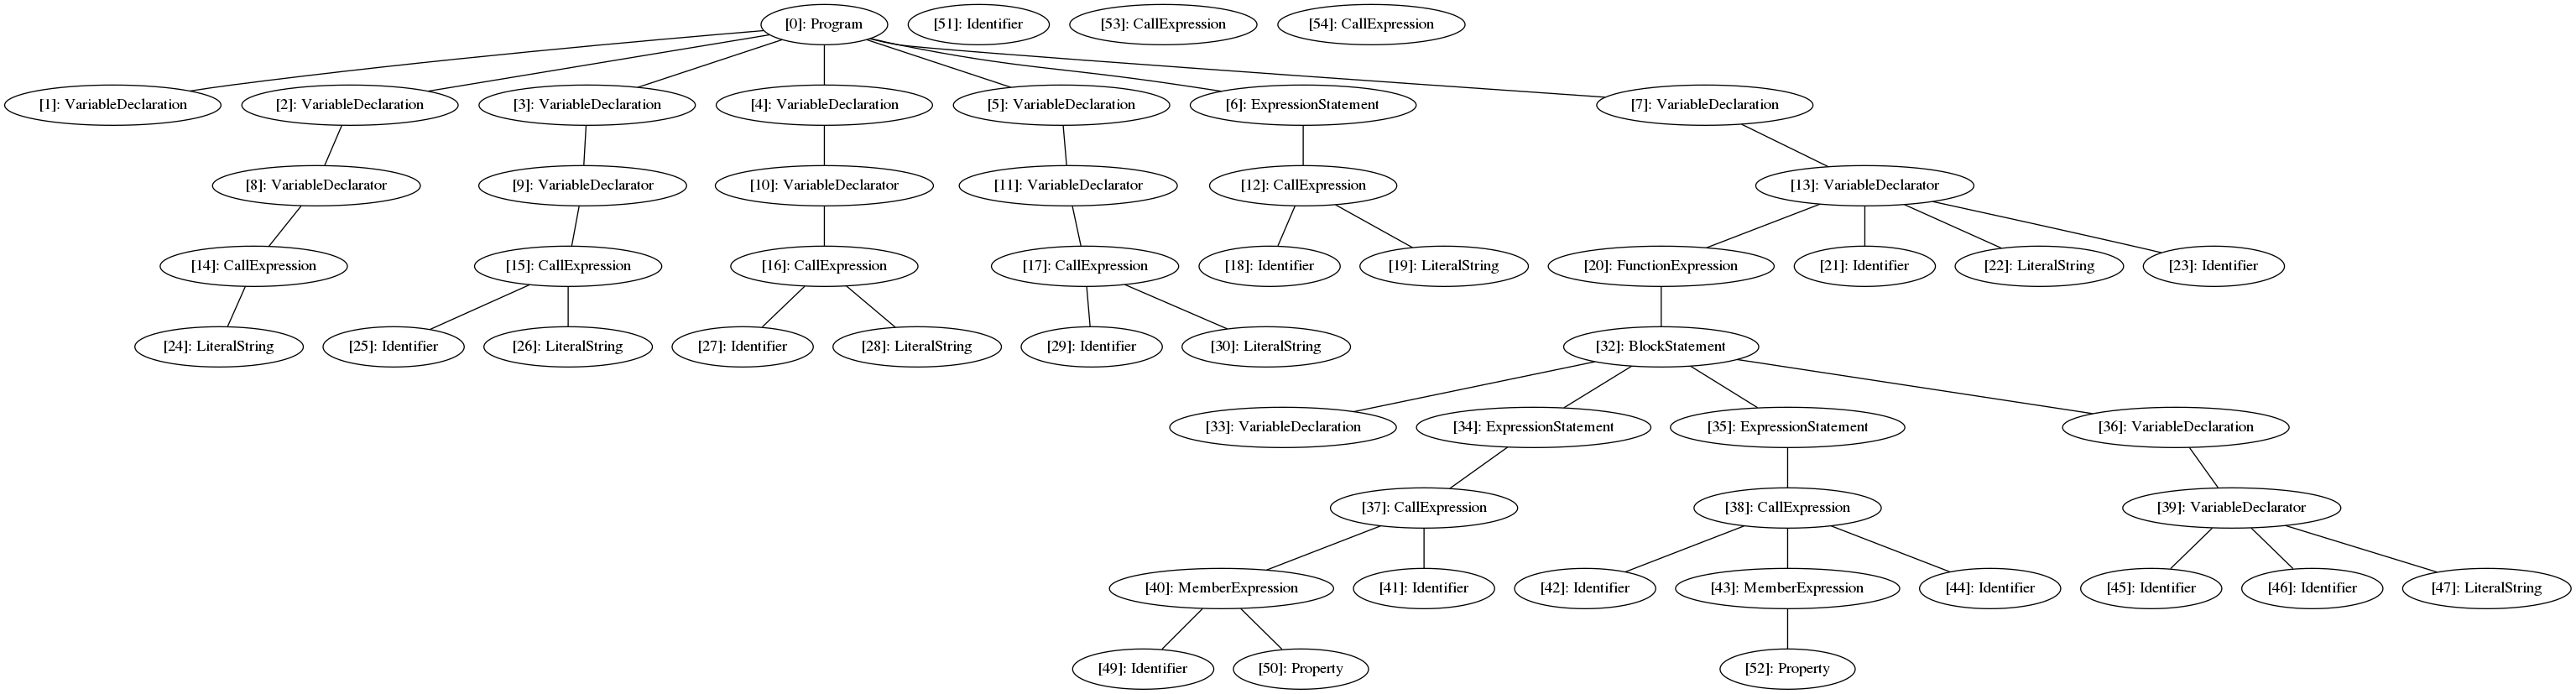 [0]: Program
[51]: Identifier
[53]: CallExpression
[54]: CallExpression
[1]: VariableDeclaration
[2]: VariableDeclaration
[3]: VariableDeclaration
[4]: VariableDeclaration
[5]: VariableDeclaration
[6]: ExpressionStatement
[7]: VariableDeclaration
[8]: VariableDeclarator
[9]: VariableDeclarator
[10]: VariableDeclarator
[11]: VariableDeclarator
[12]: CallExpression
[13]: VariableDeclarator
[14]: CallExpression
[15]: CallExpression
[16]: CallExpression
[17]: CallExpression
[18]: Identifier
[19]: LiteralString
[20]: FunctionExpression
[21]: Identifier
[22]: LiteralString
[23]: Identifier
[24]: LiteralString
[25]: Identifier
[26]: LiteralString
[27]: Identifier
[28]: LiteralString
[29]: Identifier
[30]: LiteralString
[32]: BlockStatement
[33]: VariableDeclaration
[34]: ExpressionStatement
[35]: ExpressionStatement
[36]: VariableDeclaration
[37]: CallExpression
[38]: CallExpression
[39]: VariableDeclarator
[40]: MemberExpression
[41]: Identifier
[42]: Identifier
[43]: MemberExpression
[44]: Identifier
[45]: Identifier
[46]: Identifier
[47]: LiteralString
[49]: Identifier
[50]: Property
[52]: Property